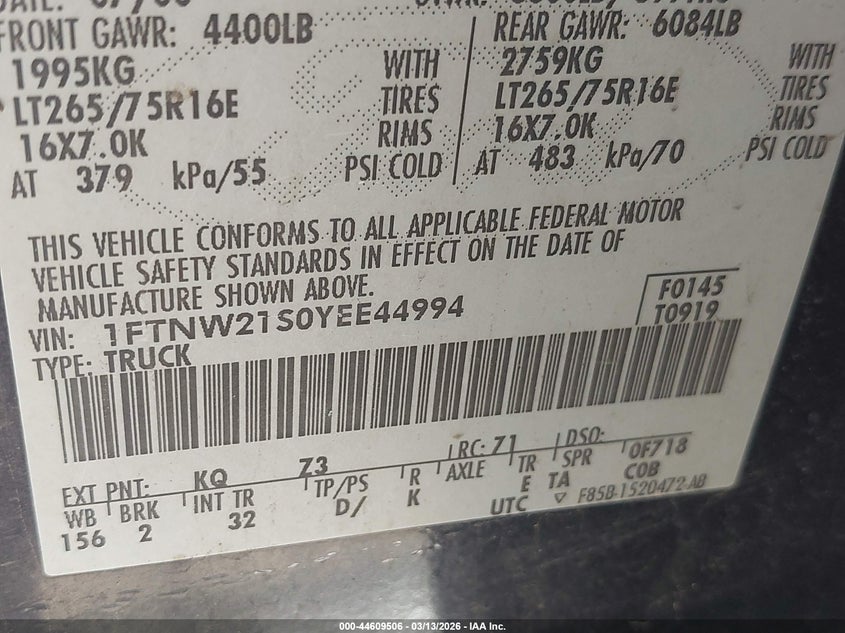 FRONT GAWR: 4400LB
1995KG WITH
LT265/75R16E TIRES
16X7.0K RIMS
AT 379 kPa/55 PSI COLD
REAR GAWR: 6084LB
2759KG WITH
LT265/75R16E TIRES
16X7.0K RIMS
AT 483 kPa/70 PSI COLD
THIS VEHICLE CONFORMS TO ALL APPLICABLE FEDERAL MOTOR
VEHICLE SAFETY STANDARDS IN EFFECT ON THE DATE OF
MANUFACTURE SHOWN ABOVE.
VIN: 1FTNW21S0YEE44994
F0145
T0919
TYPE: TRUCK
EXT PNT: KQ Z3 RC: 71 DSO:
WB BRK INT TR TP/PS R AXLE TR SPR 0F718
156 2 32 D/ K E TA C0B
UTC ▽ F85B-1520472-AB
000-44609506 - 03/13/2026 - IAA Inc.